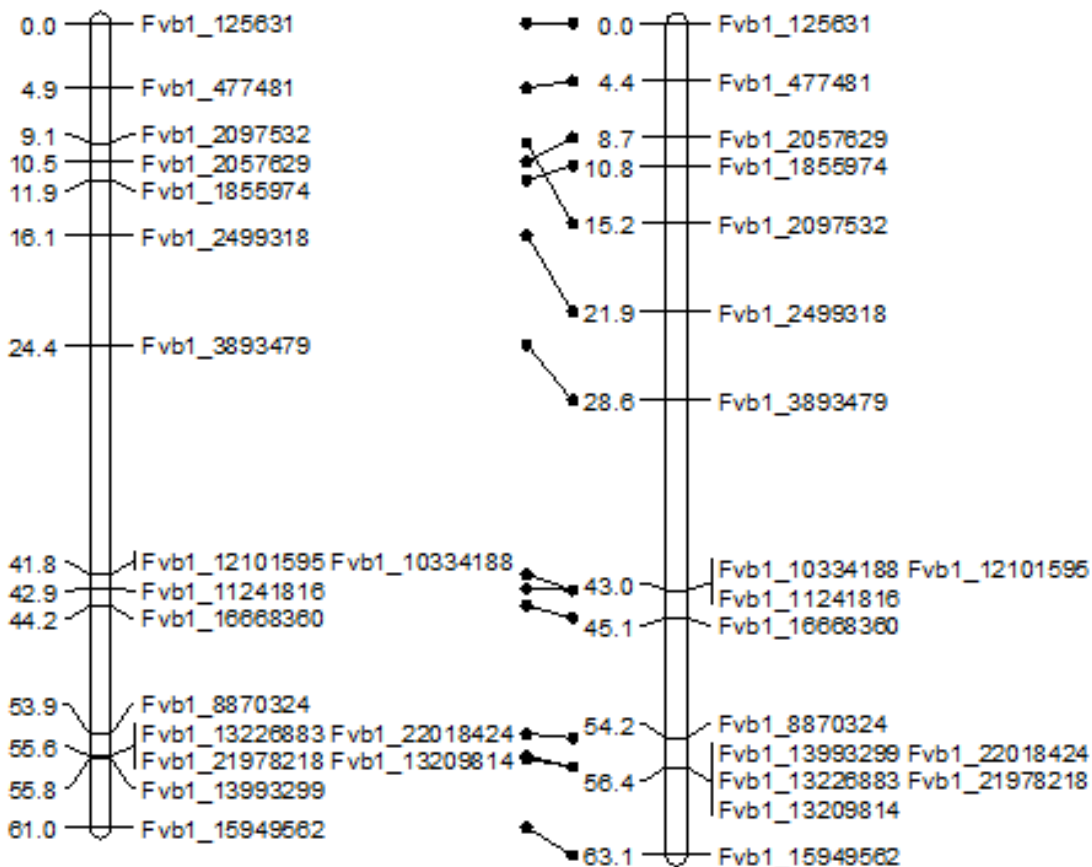 0.0 Fvb1_125631
4.9 Fvb1_477481
9.1 Fvb1_2097532
10.5 Fvb1_2057629
11.9 Fvb1_1855974
16.1 Fvb1_2499318
24.4 Fvb1_3893479
41.8 Fvb1_12101595 Fvb1_10334188
42.9 Fvb1_11241816
44.2 Fvb1_16668360
53.9 Fvb1_8870324
55.6 Fvb1_13226883 Fvb1_22018424
Fvb1_21978218 Fvb1_13209814
55.8 Fvb1_13993299
61.0 Fvb1_15949562
0.0 Fvb1_125631
4.4 Fvb1_477481
8.7 Fvb1_2057629
10.8 Fvb1_1855974
15.2 Fvb1_2097532
21.9 Fvb1_2499318
28.6 Fvb1_3893479
43.0 Fvb1_10334188 Fvb1_12101595
Fvb1_11241816
45.1 Fvb1_16668360
54.2 Fvb1_8870324
56.4 Fvb1_13993299 Fvb1_22018424
Fvb1_13226883 Fvb1_21978218
Fvb1_13209814
63.1 Fvb1_15949562